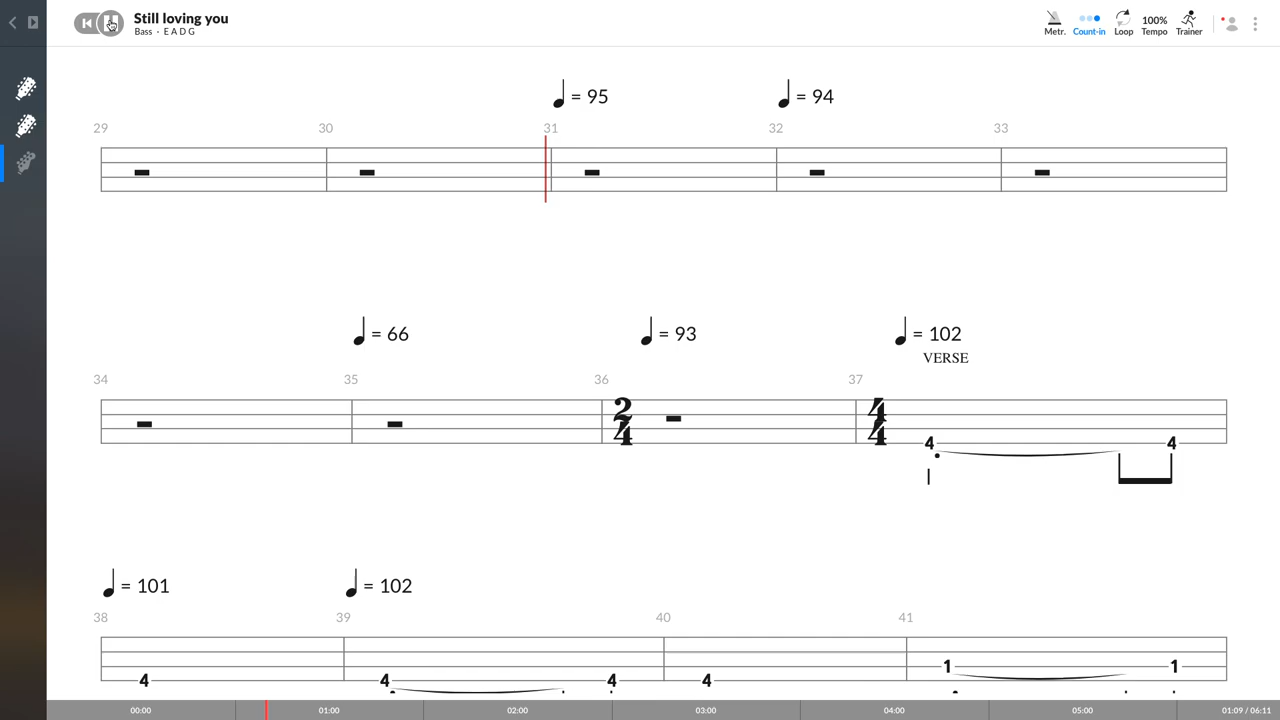 Still loving you
Bass · E A D G
Metr.
Count-in
Loop
100%
Tempo
Trainer
= 95
= 94
29 30 31 32 33
= 66
= 93
= 102
VERSE
34 35 36 37
2 4 4 4
4 4
= 101
= 102
38 39 40 41
1 1
4 4 4 4
00:00 01:00 02:00 03:00 04:00 05:00 01:09 / 06:11